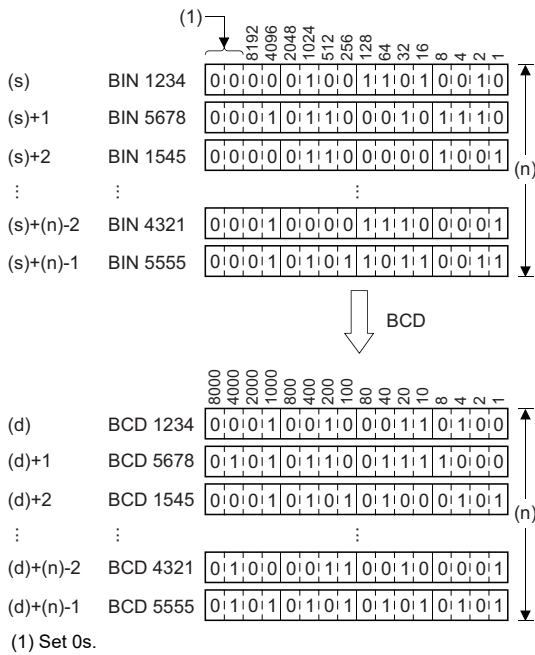 (1)
8192 4096 2048 1024 512 256 128 64 32 16 8 4 2 1
(s) BIN 1234 0 0 0 0 0 1 0 0 1 1 0 1 0 0 1 0
(s)+1 BIN 5678 0 0 0 1 0 1 1 0 0 0 1 0 1 1 1 0
(s)+2 BIN 1545 0 0 0 0 0 1 1 0 0 0 0 0 1 0 0 1
(n)
⋮ ⋮ ⋮
(s)+(n)-2 BIN 4321 0 0 0 1 0 0 0 0 1 1 1 0 0 0 0 1
(s)+(n)-1 BIN 5555 0 0 0 1 0 1 0 1 1 0 1 1 0 0 1 1
BCD
8000 4000 2000 1000 800 400 200 100 80 40 20 10 8 4 2 1
(d) BCD 1234 0 0 0 1 0 0 1 0 0 0 1 1 0 1 0 0
(d)+1 BCD 5678 0 1 0 1 0 1 1 0 0 1 1 1 1 0 0 0
(d)+2 BCD 1545 0 0 0 1 0 1 0 1 0 1 0 0 0 1 0 1
(n)
⋮ ⋮ ⋮
(d)+(n)-2 BCD 4321 0 1 0 0 0 0 1 1 0 0 1 0 0 0 0 1
(d)+(n)-1 BCD 5555 0 1 0 1 0 1 0 1 0 1 0 1 0 1 0 1
(1) Set 0s.